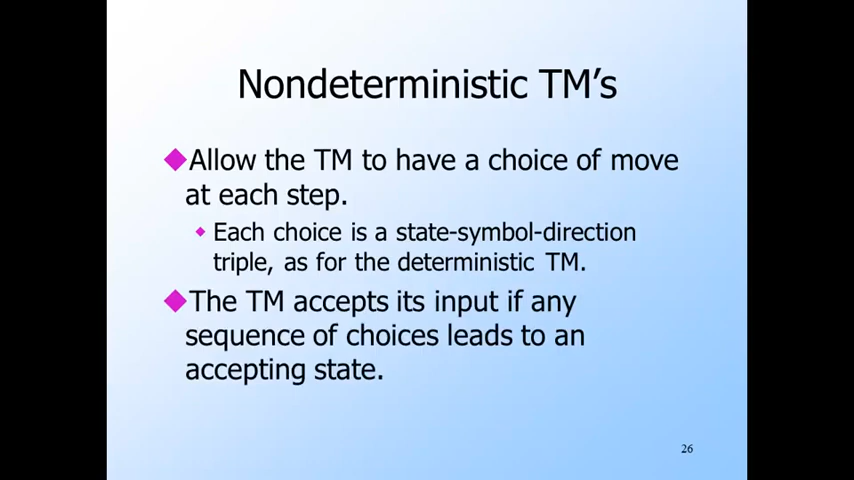 Nondeterministic TM’s
Allow the TM to have a choice of move
at each step.
Each choice is a state-symbol-direction
triple, as for the deterministic TM.
The TM accepts its input if any
sequence of choices leads to an
accepting state.
26